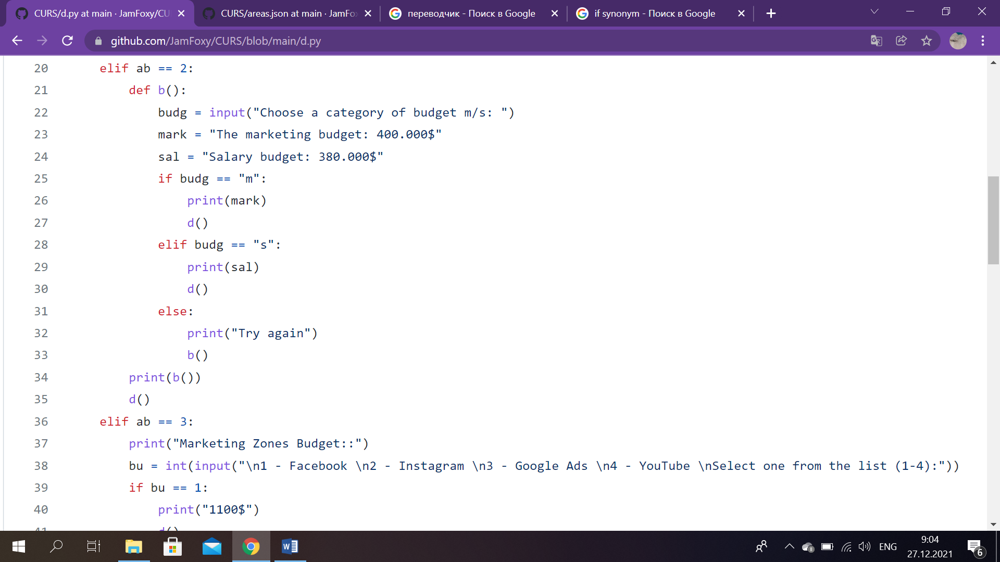 CURS/d.py at main · JamFoxy/CU
CURS/areas.json at main · JamFo
переводчик - Поиск в Google
if synonym - Поиск в Google
github.com/JamFoxy/CURS/blob/main/d.py
20 elif ab == 2:
21 def b():
22 budg = input("Choose a category of budget m/s: ")
23 mark = "The marketing budget: 400.000$"
24 sal = "Salary budget: 380.000$"
25 if budg == "m":
26 print(mark)
27 d()
28 elif budg == "s":
29 print(sal)
30 d()
31 else:
32 print("Try again")
33 b()
34 print(b())
35 d()
36 elif ab == 3:
37 print("Marketing Zones Budget::")
38 bu = int(input("\n1 - Facebook \n2 - Instagram \n3 - Google Ads \n4 - YouTube \nSelect one from the list (1-4):"))
39 if bu == 1:
40 print("1100$")
41 d()
W
ENG
9:04
27.12.2021
6